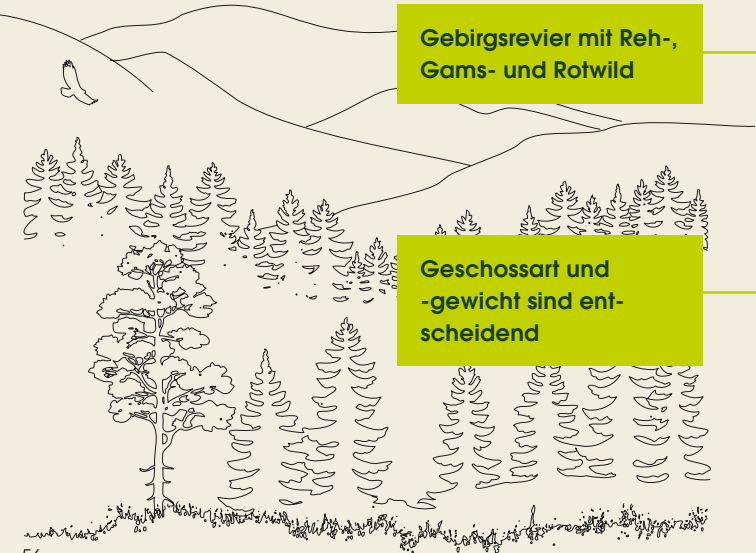 Gebirgsrevier mit Reh-,
Gams- und Rotwild
Geschossart und
-gewicht sind ent-
scheidend